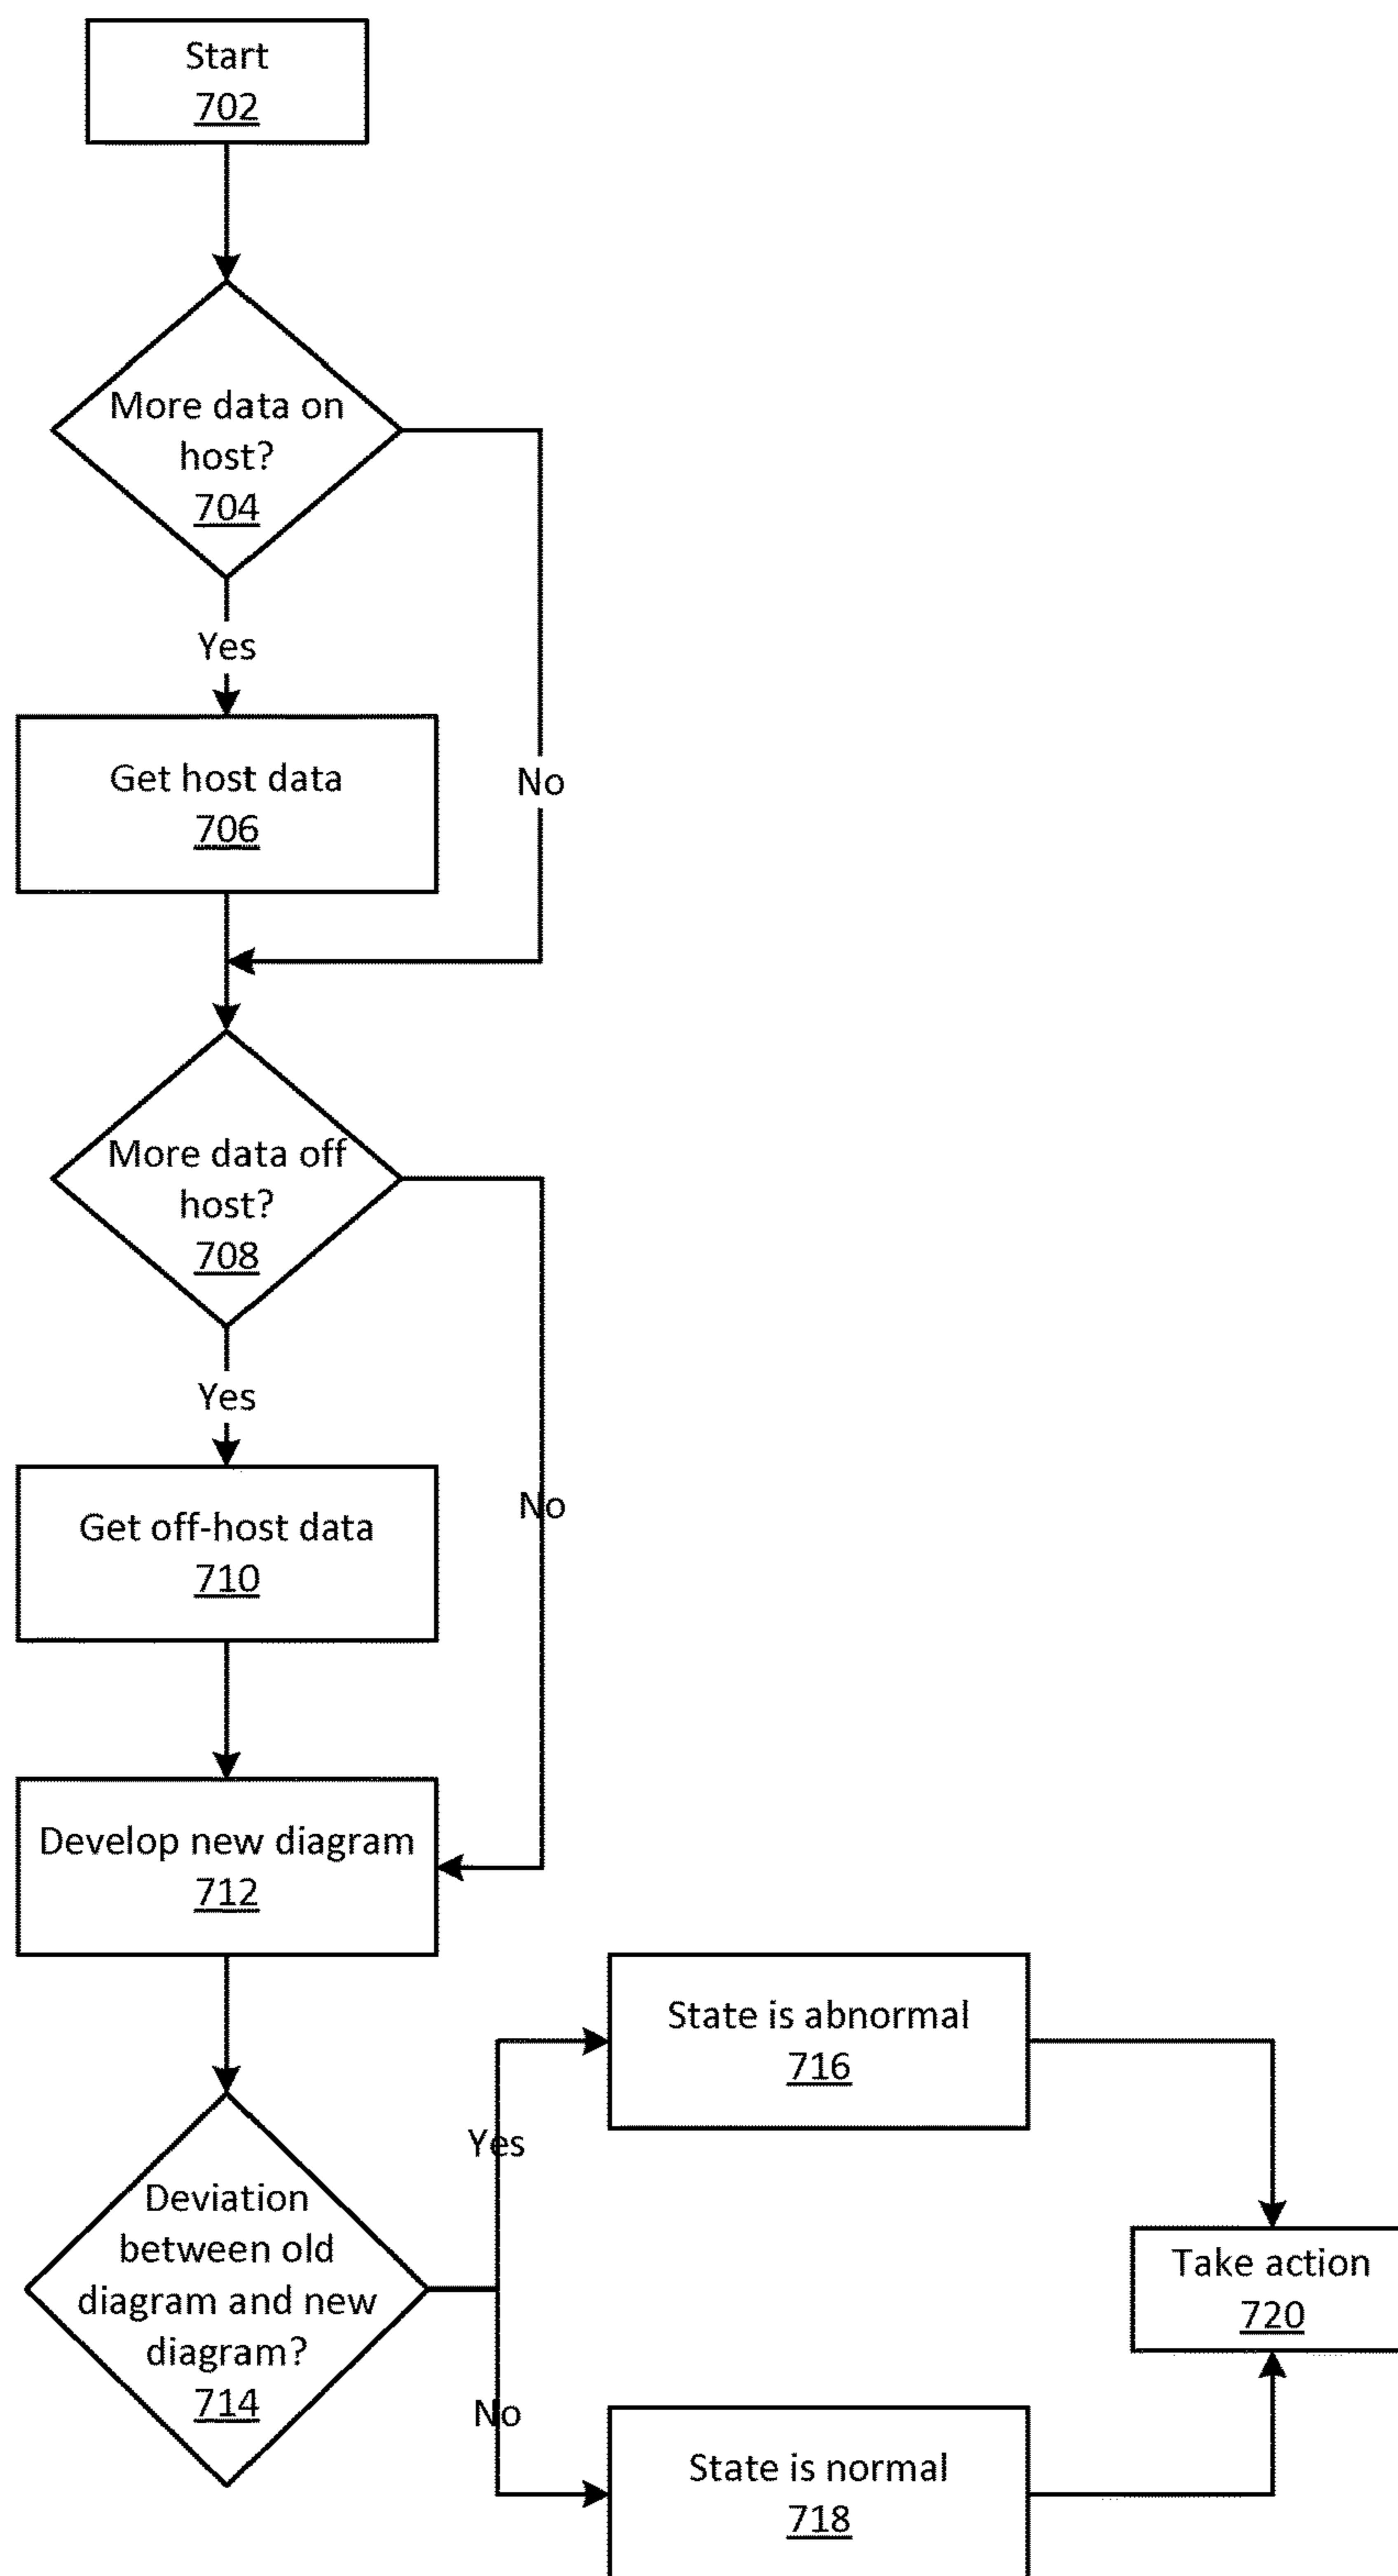 Start
702
More data on
host?
704
Yes
Get host data
706
No
More data off
host?
708
Yes
No
Get off-host data
710
Develop new diagram
712
State is abnormal
716
Yes
Deviation
between old
diagram and new
diagram?
714
Take action
720
No
State is normal
718